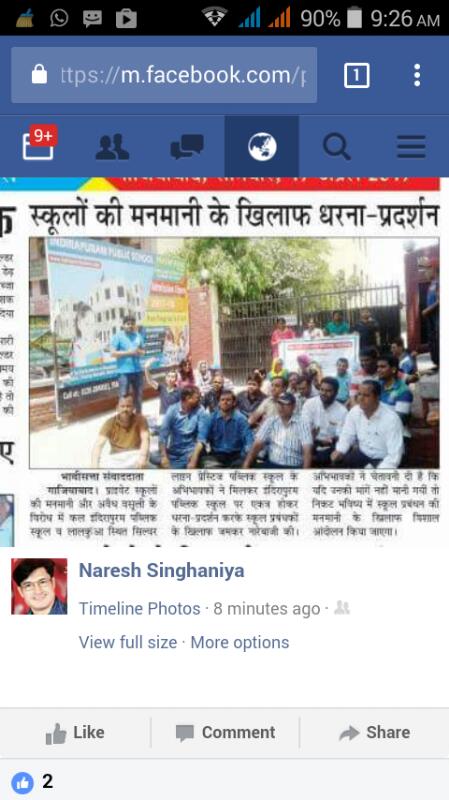 90% 9:26 AM
ttps://m.facebook.com/p
1
9+
स्कूलों की मनमानी के खिलाफ धरना-प्रदर्शन
INDIRAPURAM PUBLIC SCHOOL
भावीसत्ता संवाददाता
गाजियाबाद। प्राइवेट स्कूलों
की मनमानी और अवैध वसूली के
विरोध में कल इंदिरापुरम पब्लिक
स्कूल व लालकुआ स्थित सिल्वर
लाइन प्रेस्टिज पब्लिक स्कूल के
अभिभावकों ने मिलकर इंदिरापुरम
पब्लिक स्कूल पर एकत्र होकर
धरना-प्रदर्शन करके स्कूल प्रबंधकों
के खिलाफ जमकर नारेबाजी की।
अभिभावकों ने चेतावनी दी है कि
यदि उनकी मांगें नहीं मानी गयी तो
निकट भविष्य में स्कूल प्रबंधन की
मनमानी के खिलाफ विशाल
आंदोलन किया जाएगा।
Naresh Singhaniya
Timeline Photos · 8 minutes ago ·
View full size · More options
Like Comment Share
2